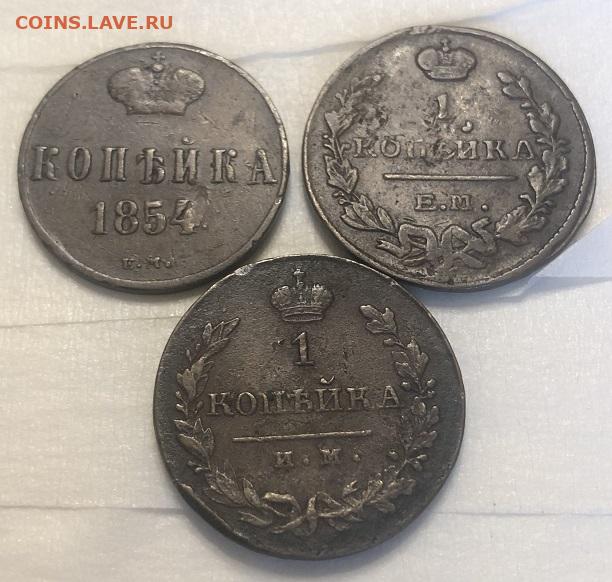 COINS.LAVE.RU
КОПѢЙКА
1854.
Е.М.
1.
КОПѢЙКА
Е.М.
1
КОПѢЙКА
И.М.